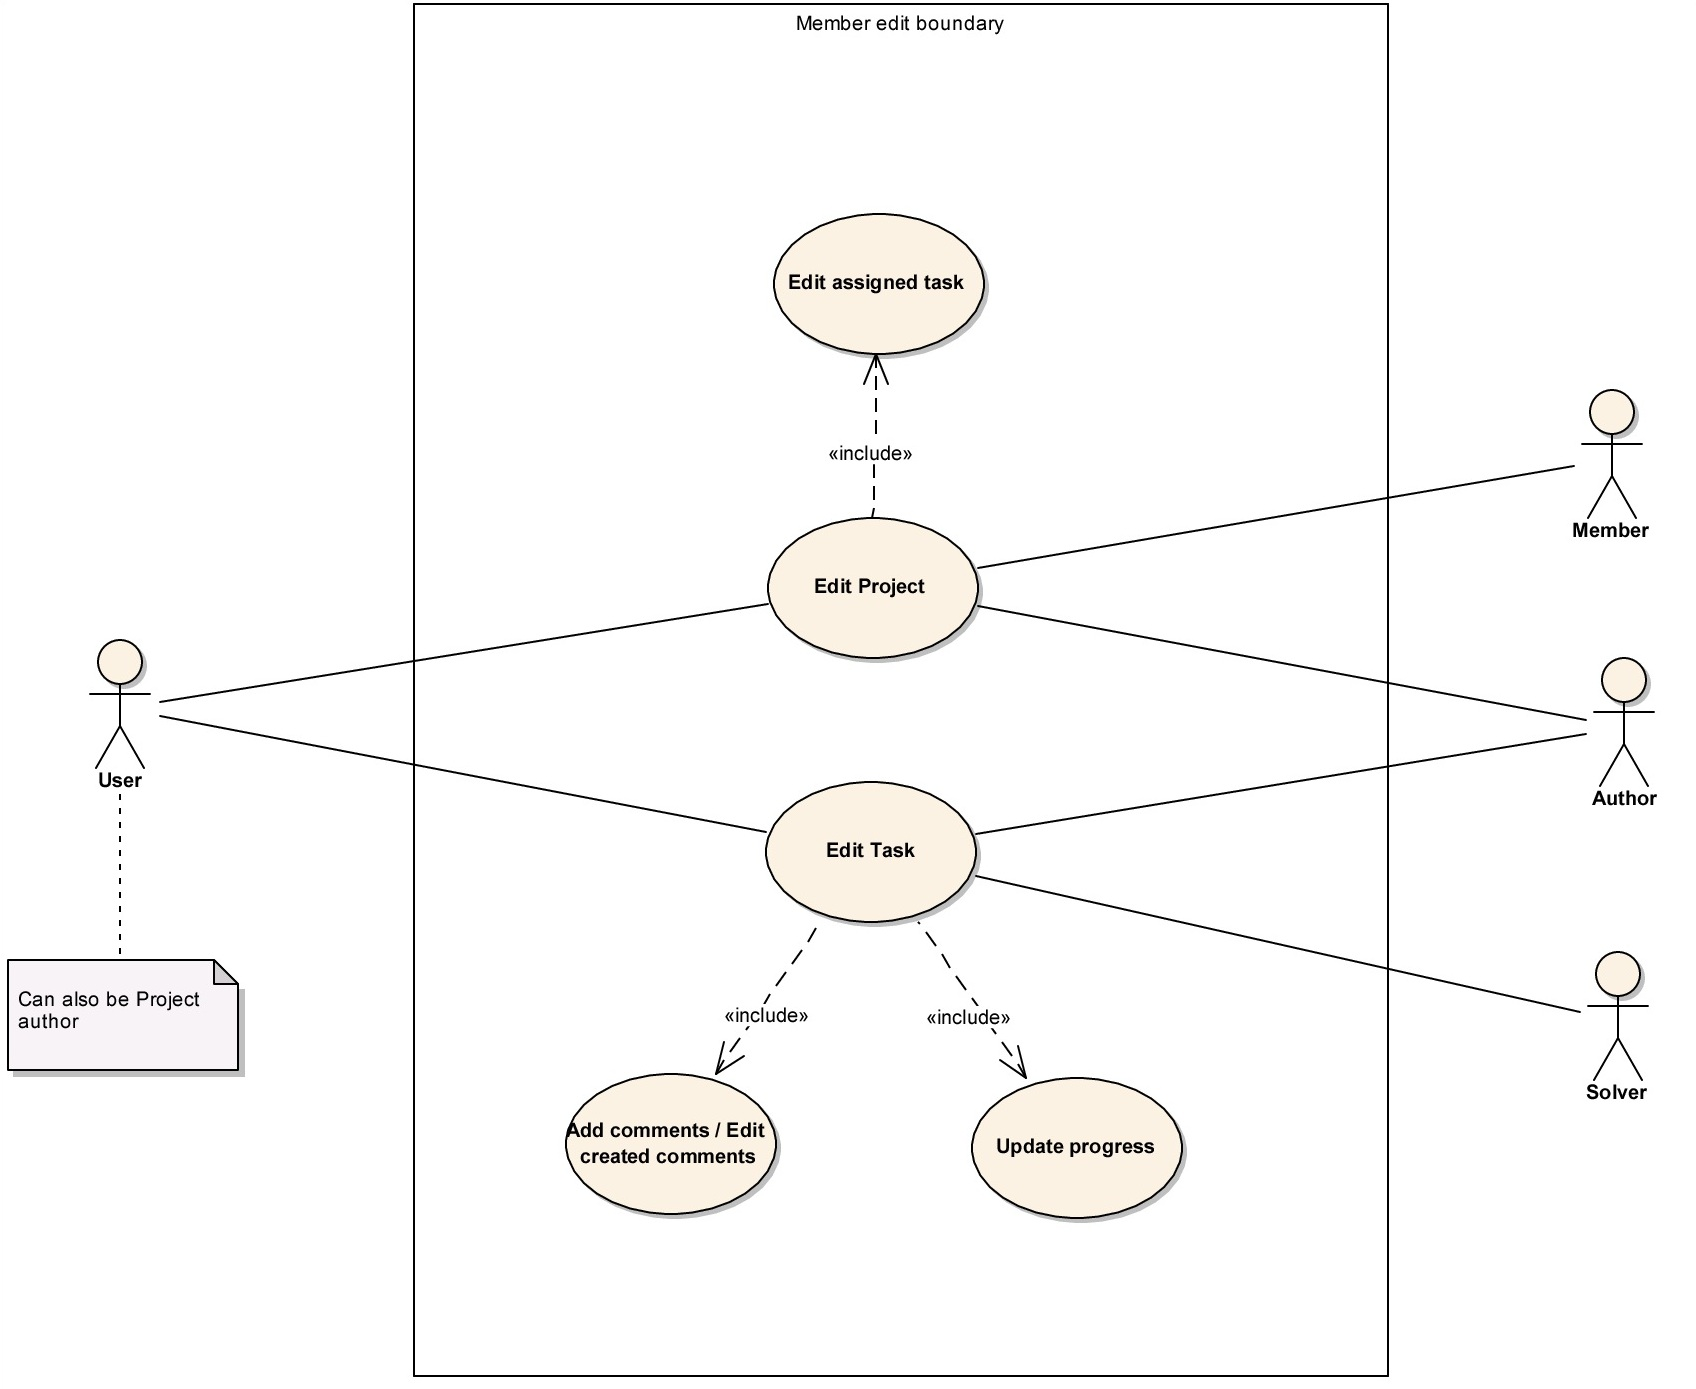 Member edit boundary
Edit assigned task
«include»
Member
Edit Project
User
Author
Edit Task
Can also be Project
author
«include»
«include»
Solver
Add comments / Edit
created comments
Update progress